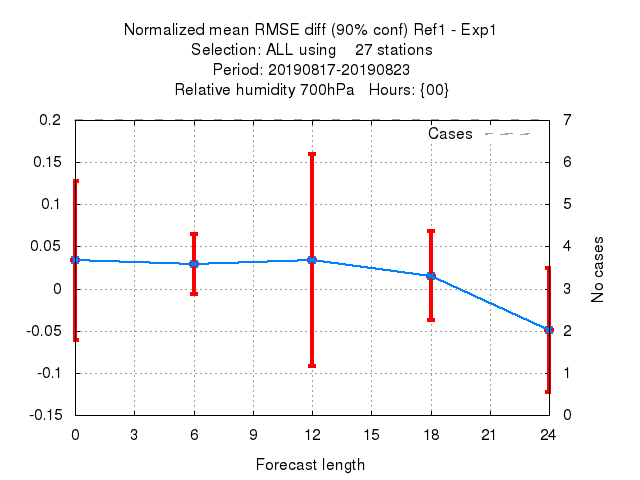 Normalized mean RMSE diff (90% conf) Ref1 - Exp1
Selection: ALL using    27 stations
Period: 20190817-20190823
Relative humidity 700hPa   Hours: {00}
Cases
0.2
0.15
0.1
0.05
0
-0.05
-0.1
-0.15
7
6
5
4
3
2
1
0
No cases
0 3 6 9 12 15 18 21 24
Forecast length